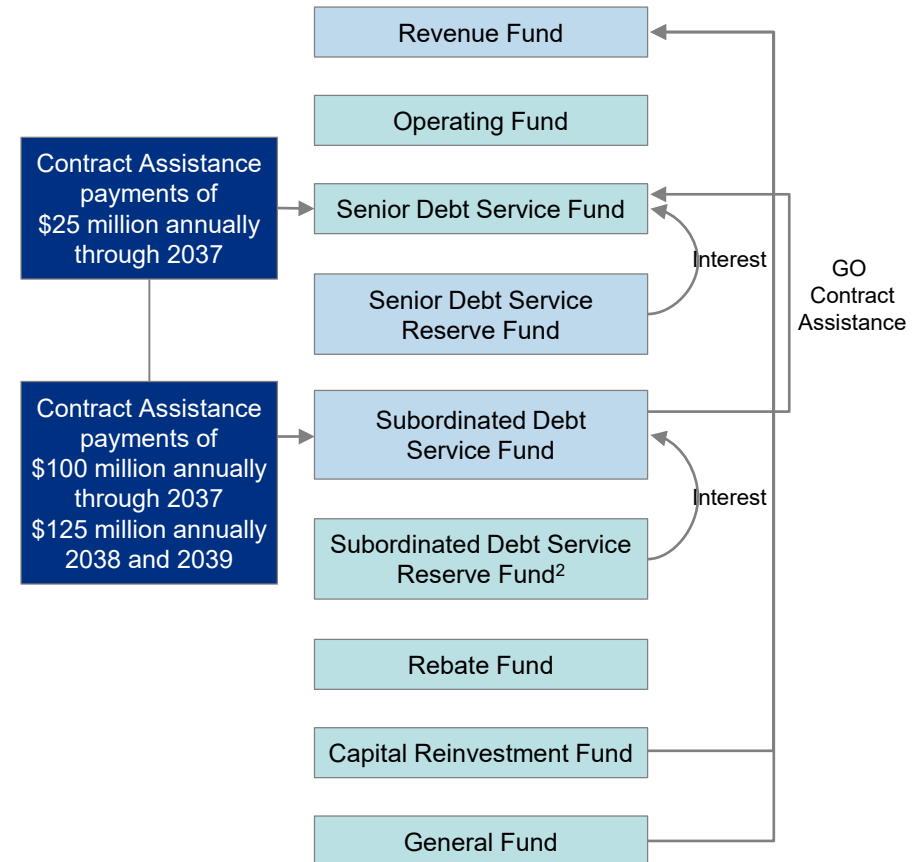 Revenue Fund
Operating Fund
Contract Assistance
payments of
$25 million annually
through 2037
Senior Debt Service Fund
Interest
GO
Contract
Assistance
Senior Debt Service
Reserve Fund
Contract Assistance
payments of
$100 million annually
through 2037
$125 million annually
2038 and 2039
Subordinated Debt
Service Fund
Interest
Subordinated Debt Service
Reserve Fund²
Rebate Fund
Capital Reinvestment Fund
General Fund